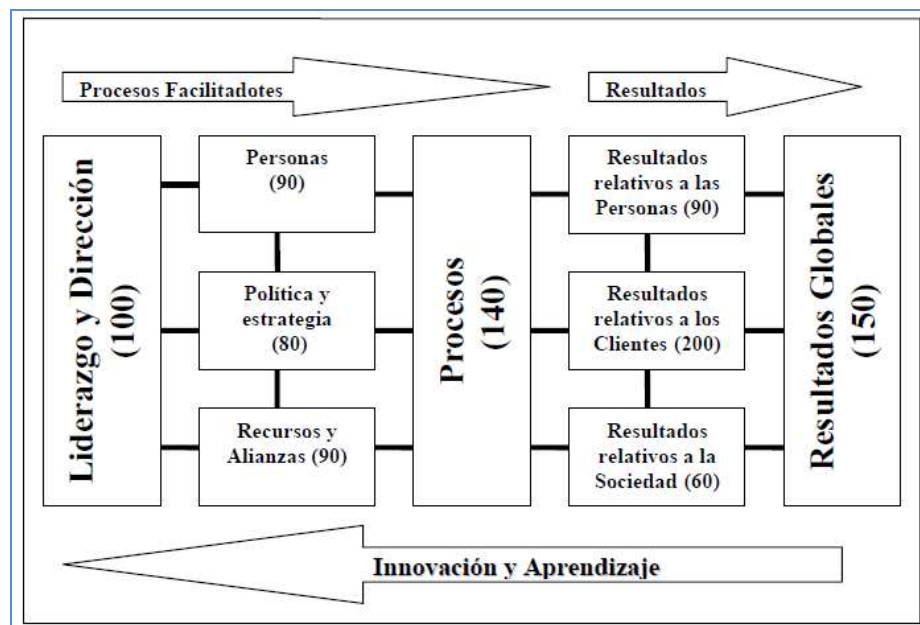 Procesos Facilitadotes
Resultados
Liderazgo y Dirección
(100)
Personas
(90)
Política y
estrategia
(80)
Recursos y
Alianzas (90)
Procesos
(140)
Resultados
relativos a las
Personas (90)
Resultados
relativos a los
Clientes (200)
Resultados
relativos a la
Sociedad (60)
Resultados Globales
(150)
Innovación y Aprendizaje